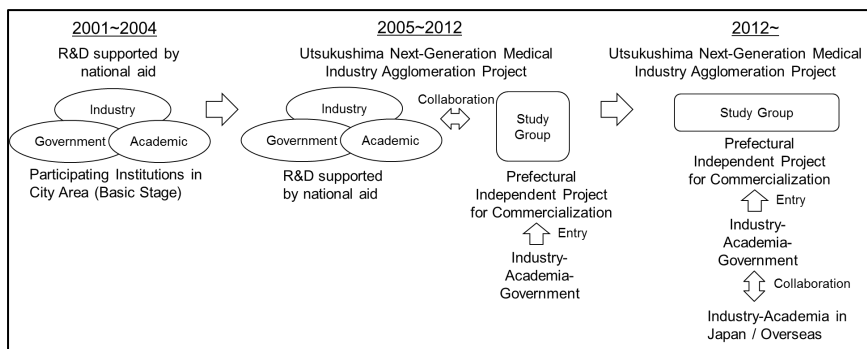 2001~2004
R&D supported by
national aid
Industry
Government
Academic
Participating Institutions in
City Area (Basic Stage)
2005~2012
Utsukushima Next-Generation Medical
Industry Agglomeration Project
Industry
Government
Academic
R&D supported
by national aid
Collaboration
Study
Group
Prefectural
Independent Project
for Commercialization
Entry
Industry-
Academia-
Government
2012~
Utsukushima Next-Generation Medical
Industry Agglomeration Project
Study Group
Prefectural
Independent Project
for Commercialization
Entry
Industry-
Academia-
Government
Collaboration
Industry-Academia in
Japan / Overseas